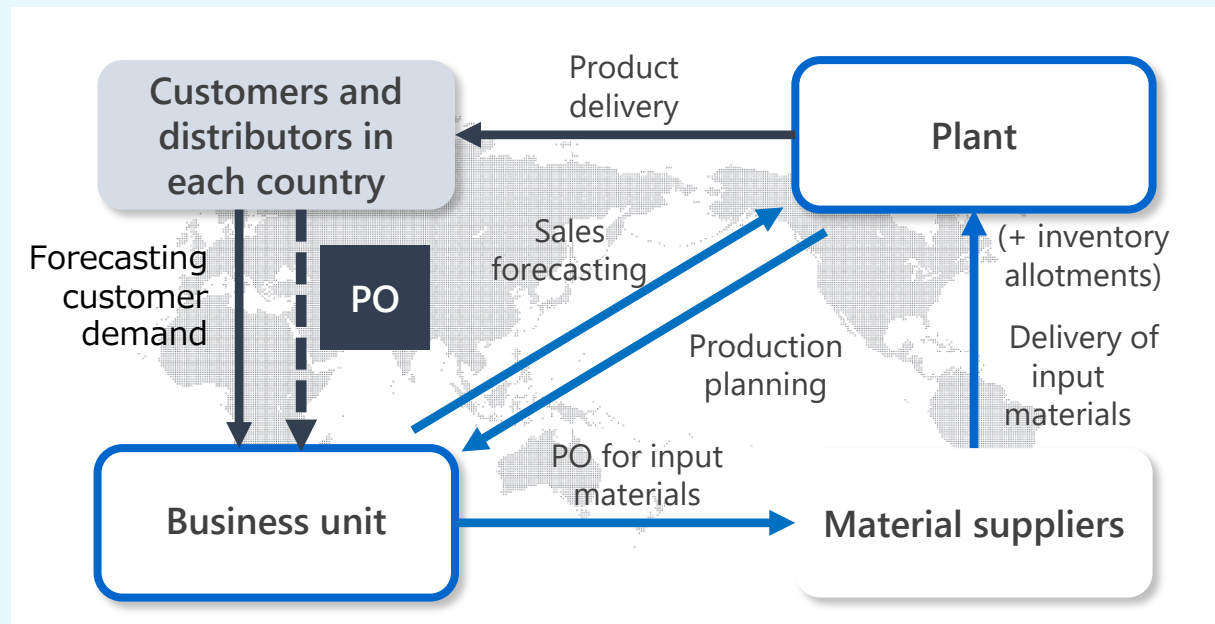 Customers and
distributors in
each country
Product
delivery
Plant
Forecasting
customer
demand
PO
Sales
forecasting
Production
planning
(+ inventory
allotments)
Delivery of
input
materials
Business unit
PO for input
materials
Material suppliers